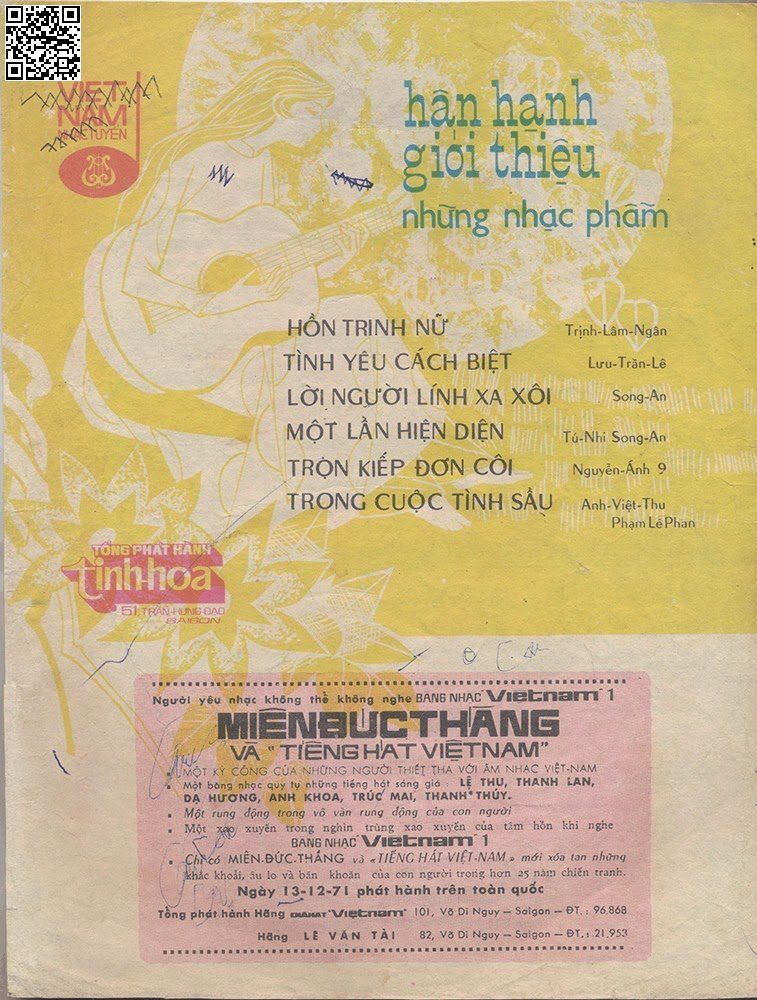 VIỆT
NAM
NHẠC TUYỂN
hân hạnh
giới thiệu
những nhạc phẩm
HỒN TRINH NỮ Trịnh-Lâm-Ngân
TÌNH YÊU CÁCH BIỆT Lưu-Trần-Lê
LỜI NGƯỜI LÍNH XA XÔI Song-An
MỘT LẦN HIỆN DIỆN Tú-Nhi Song-An
TRỌN KIẾP ĐƠN CÔI Nguyễn-Ánh 9
TRONG CUỘC TÌNH SẦU Anh-Việt-Thu
Phạm Lê Phan
TỔNG PHÁT HÀNH
tinh-hoa
51, TRẦN-HƯNG-ĐẠO
SAIGON
Người yêu nhạc không thể không nghe BĂNG NHẠC Vietnam 1
MIÊNĐỨCTHẮNG
VÀ "TIẾNG HÁT VIỆT NAM"
• MỘT KỲ CÔNG CỦA NHỮNG NGƯỜI THIẾT THA VỚI ÂM NHẠC VIỆT-NAM
• Một băng nhạc quy tụ những tiếng hát sáng giá : LỆ THU, THANH LAN,
DẠ HƯƠNG, ANH KHOA, TRÚC MAI, THANH THÚY.
• Một rung động trong vô vàn rung động của con người
• Một xao xuyến trong nghìn trùng xao xuyến của tâm hồn khi nghe
BĂNG NHẠC Vietnam 1
• Chỉ có MIÊN-ĐỨC-THẮNG và «TIẾNG HÁT VIỆT-NAM» mới xóa tan những
khắc khoải, âu lo và băn khoăn của con người trong hơn 25 năm chiến tranh.
Ngày 13-12-71 phát hành trên toàn quốc
Tổng phát hành Hãng DIAHAT "Vietnam" 101, Võ Di Nguy — Saigon — ĐT. : 96.868
Hãng LÊ VĂN TÀI 82, Võ Di Nguy — Saigon — ĐT. : 21.953